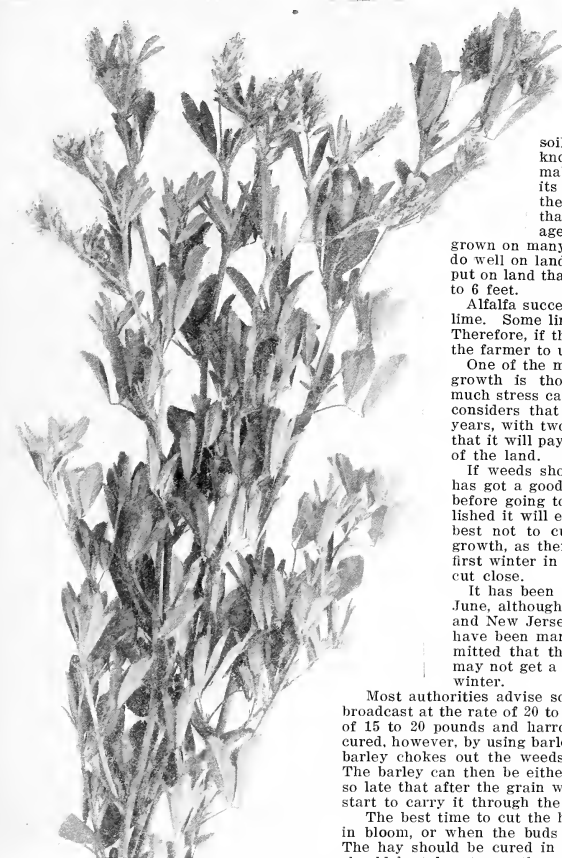 soil
kno
ma
its
the
tha
age
grown on many
do well on land
put on land tha
to 6 feet.
Alfalfa succe
lime. Some lin
Therefore, if th
the farmer to u
One of the m
growth is tho
much stress ca
considers that
years, with two
that it will pay
of the land.
If weeds sho
has got a good
before going to
lished it will e
best not to cu
growth, as the
first winter in
cut close.
It has been
June, although
and New Jerse
have been man
mitted that th
may not get a
winter.
Most authorities advise so
broadcast at the rate of 20 to
of 15 to 20 pounds and harro
cured, however, by using barle
barley chokes out the weeds
The barley can then be eithe
so late that after the grain w
start to carry it through the
The best time to cut the h
in bloom, or when the buds
The hay should be cured in